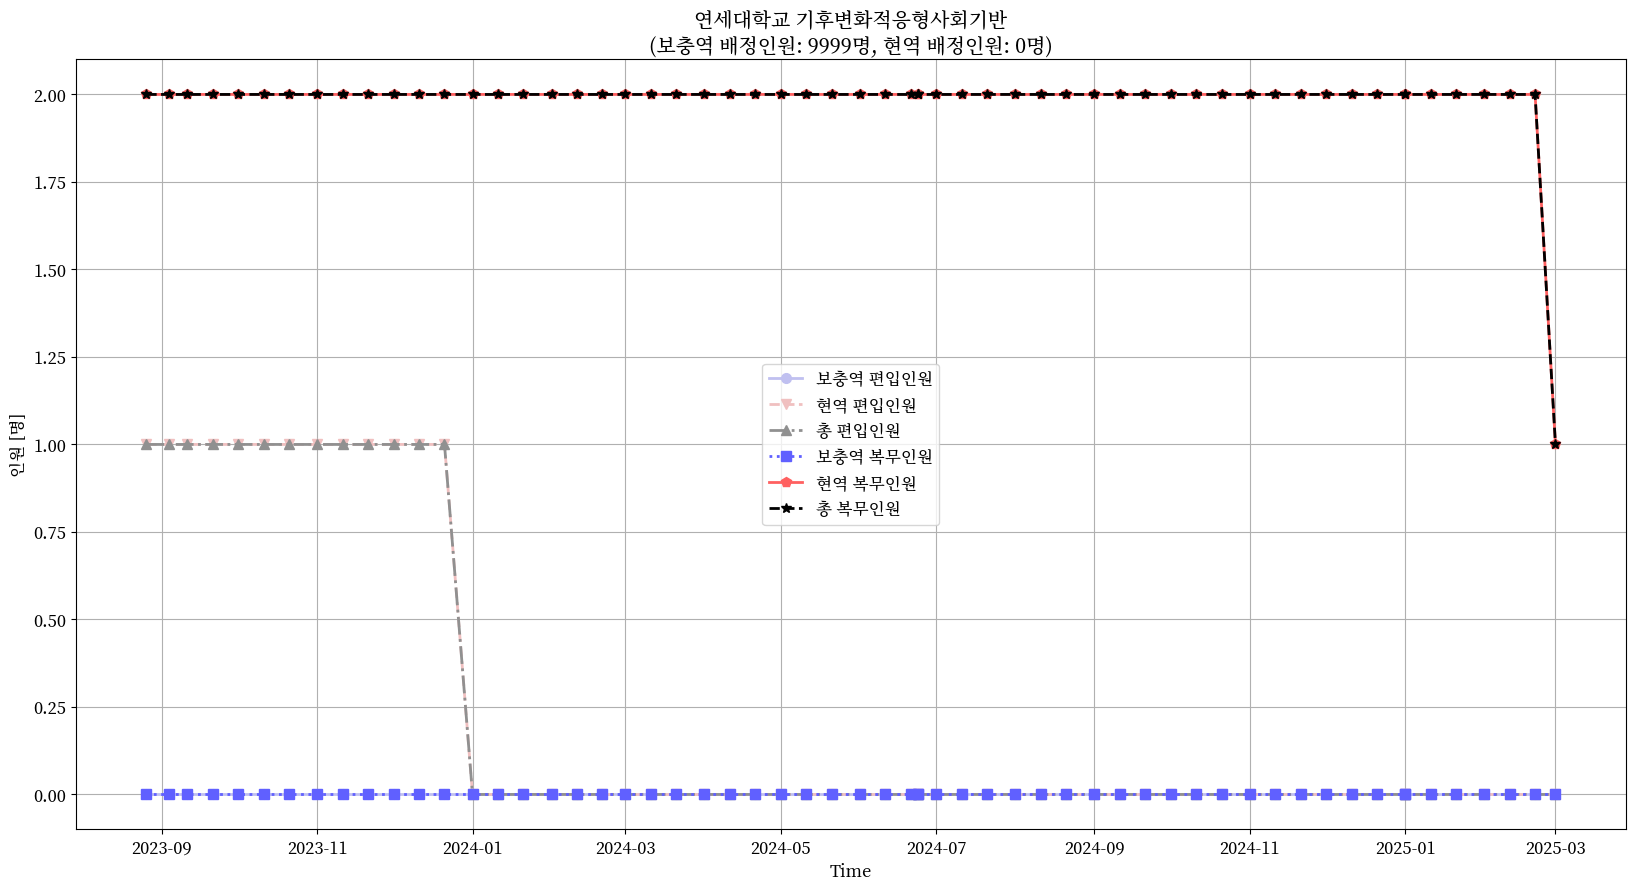 연세대학교 기후변화적응형사회기반
(보충역 배정인원: 9999명, 현역 배정인원: 0명)
인원 [명]
2.00
1.75
1.50
1.25
1.00
0.75
0.50
0.25
0.00
보충역 편입인원
현역 편입인원
총 편입인원
보충역 복무인원
현역 복무인원
총 복무인원
2023-09 2023-11 2024-01 2024-03 2024-05 2024-07 2024-09 2024-11 2025-01 2025-03
Time